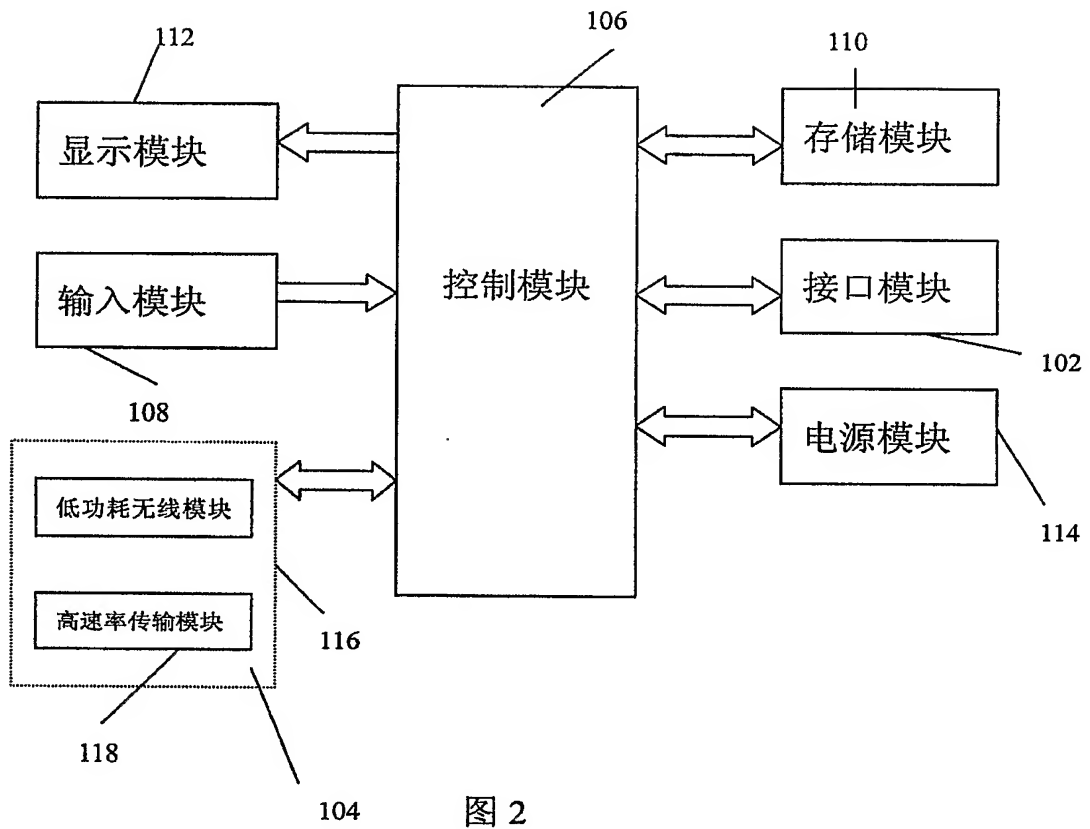 112
106
110
显示模块
存储模块
输入模块
控制模块
接口模块
108
102
电源模块
低功耗无线模块
114
高速率传输模块
116
118
104
图 2